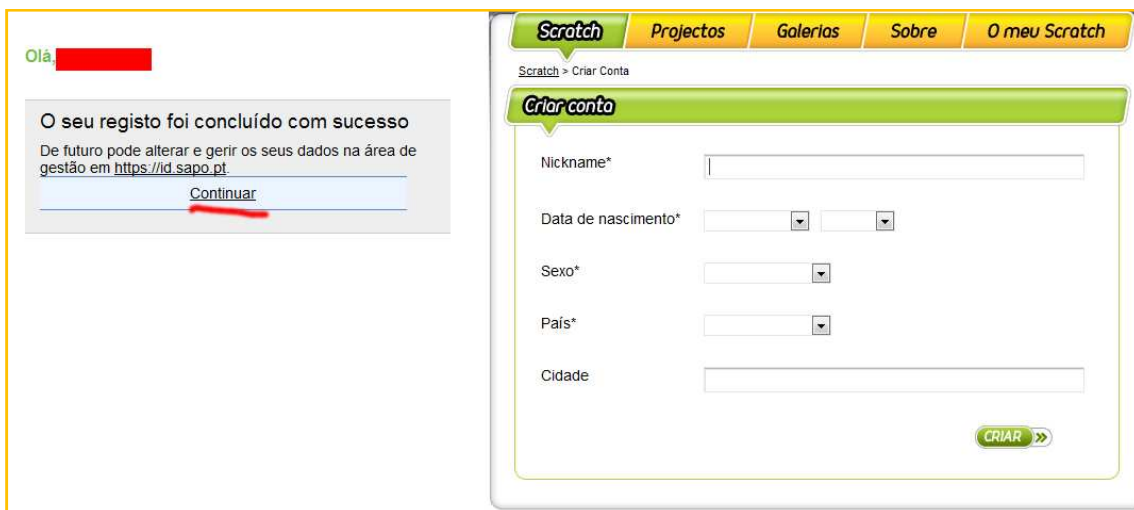 Olá,
O seu registo foi concluído com sucesso
De futuro pode alterar e gerir os seus dados na área de
gestão em https://id.sapo.pt.
Continuar
Scratch Projectos Galerias Sobre O meu Scratch
Scratch > Criar Conta
Criar conta
Nickname*
Data de nascimento*
Sexo*
País*
Cidade
CRIAR